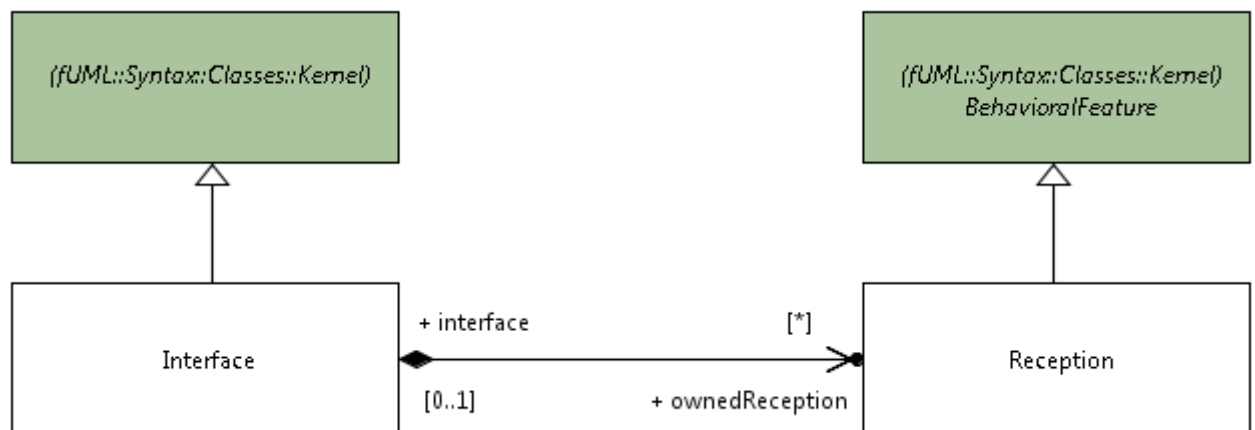 (fUML::Syntax::Classes::Kernel)
(fUML::Syntax::Classes::Kernel)
BehavioralFeature
+ interface
[*]
Interface
Reception
[0..1]
+ ownedReception